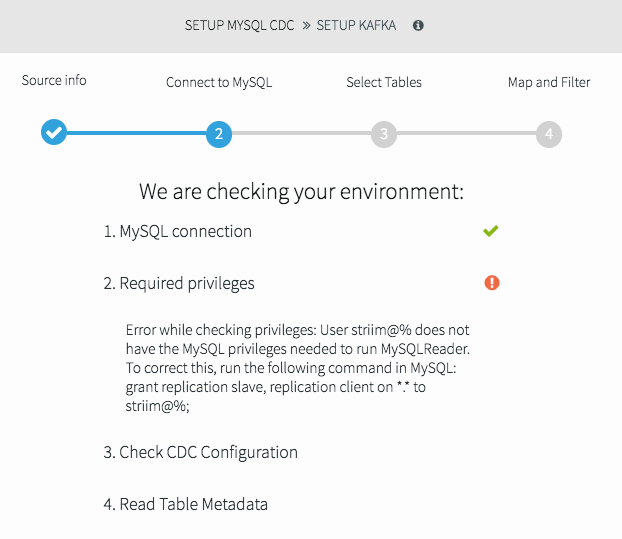 SETUP MYSQL CDC » SETUP KAFKA
Source info
Connect to MySQL
Select Tables
Map and Filter
2
3
4
We are checking your environment:
1. MySQL connection
2. Required privileges
Error while checking privileges: User striim@% does not
have the MySQL privileges needed to run MySQLReader.
To correct this, run the following command in MySQL:
grant replication slave, replication client on *.* to
striim@%;
3. Check CDC Configuration
4. Read Table Metadata